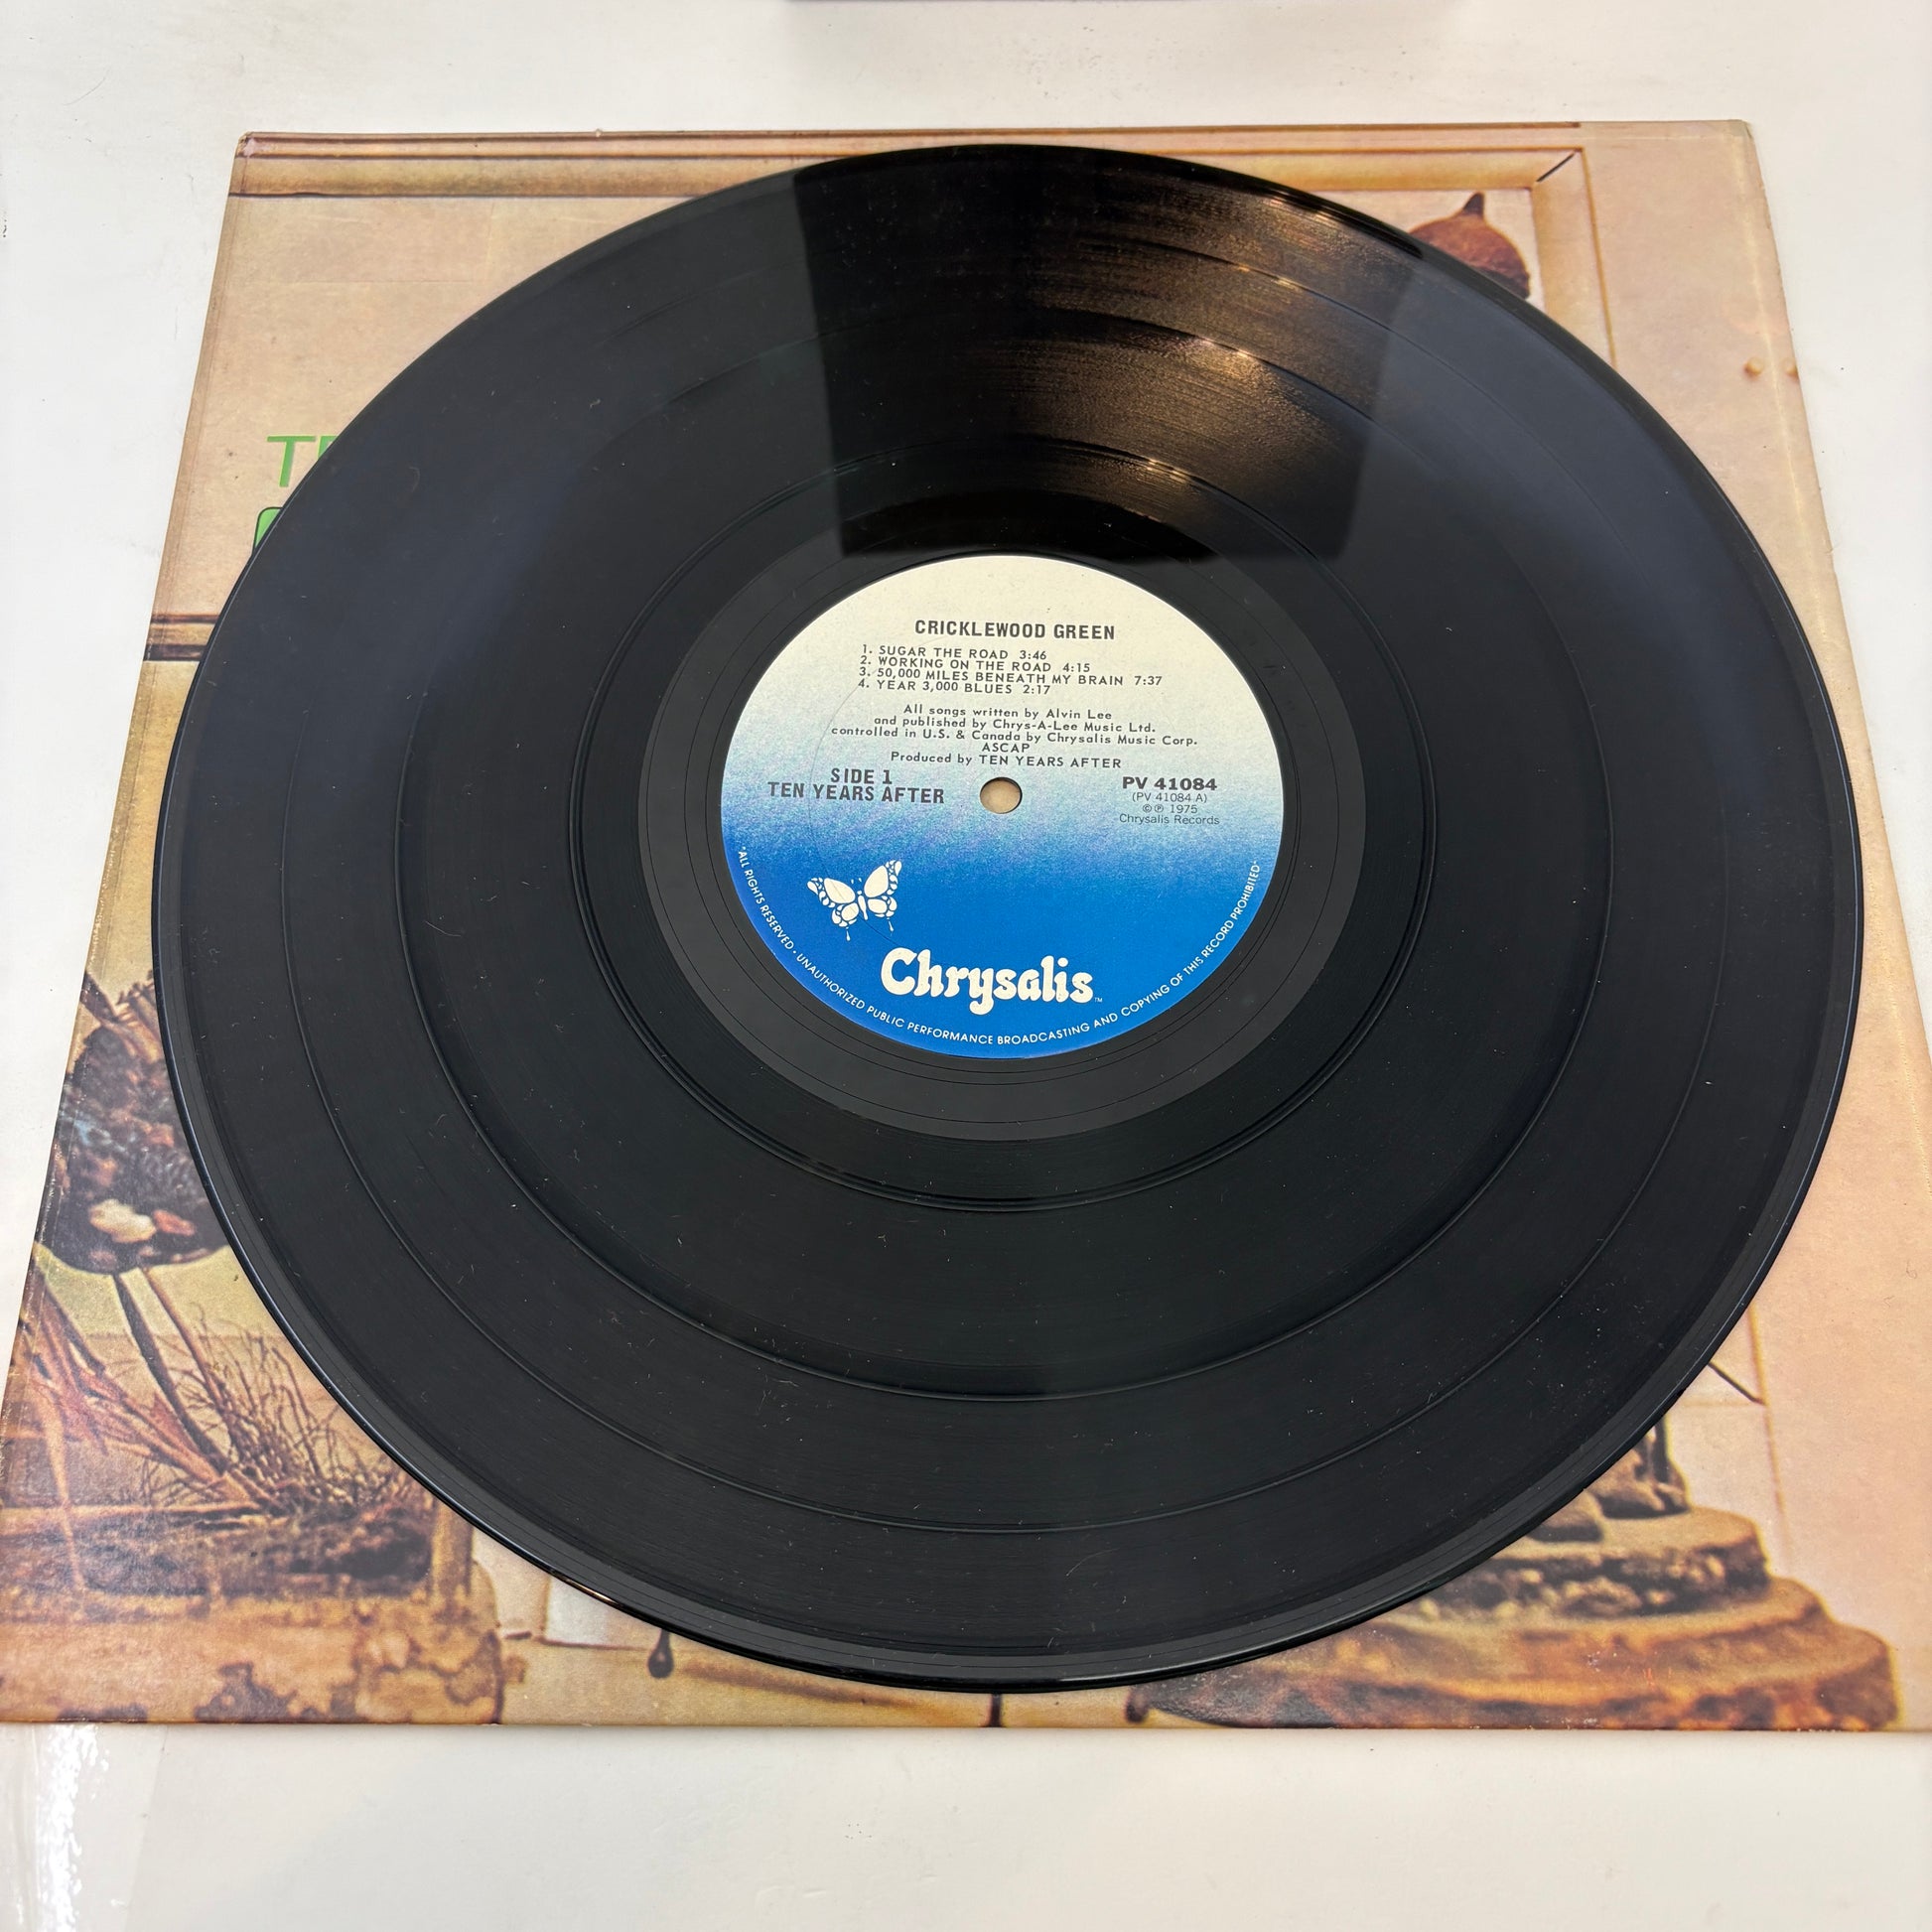 CRICKLEWOOD GREEN
1. SUGAR THE ROAD 3:46
2. WORKING ON THE ROAD 4:15
3. 50,000 MILES BENEATH MY BRAIN 7:37
4. YEAR 3,000 BLUES 2:17
All songs written by Alvin Lee
and published by Chrys-A-Lee Music Ltd.
controlled in U.S. & Canada by Chrysalis Music Corp.
ASCAP
Produced by TEN YEARS AFTER
SIDE 1
TEN YEARS AFTER
PV 41084
(PV 41084 A)
©℗ 1975
Chrysalis Records
Chrysalis™
"ALL RIGHTS RESERVED - UNAUTHORIZED PUBLIC PERFORMANCE BROADCASTING AND COPYING OF THIS RECORD PROHIBITED"